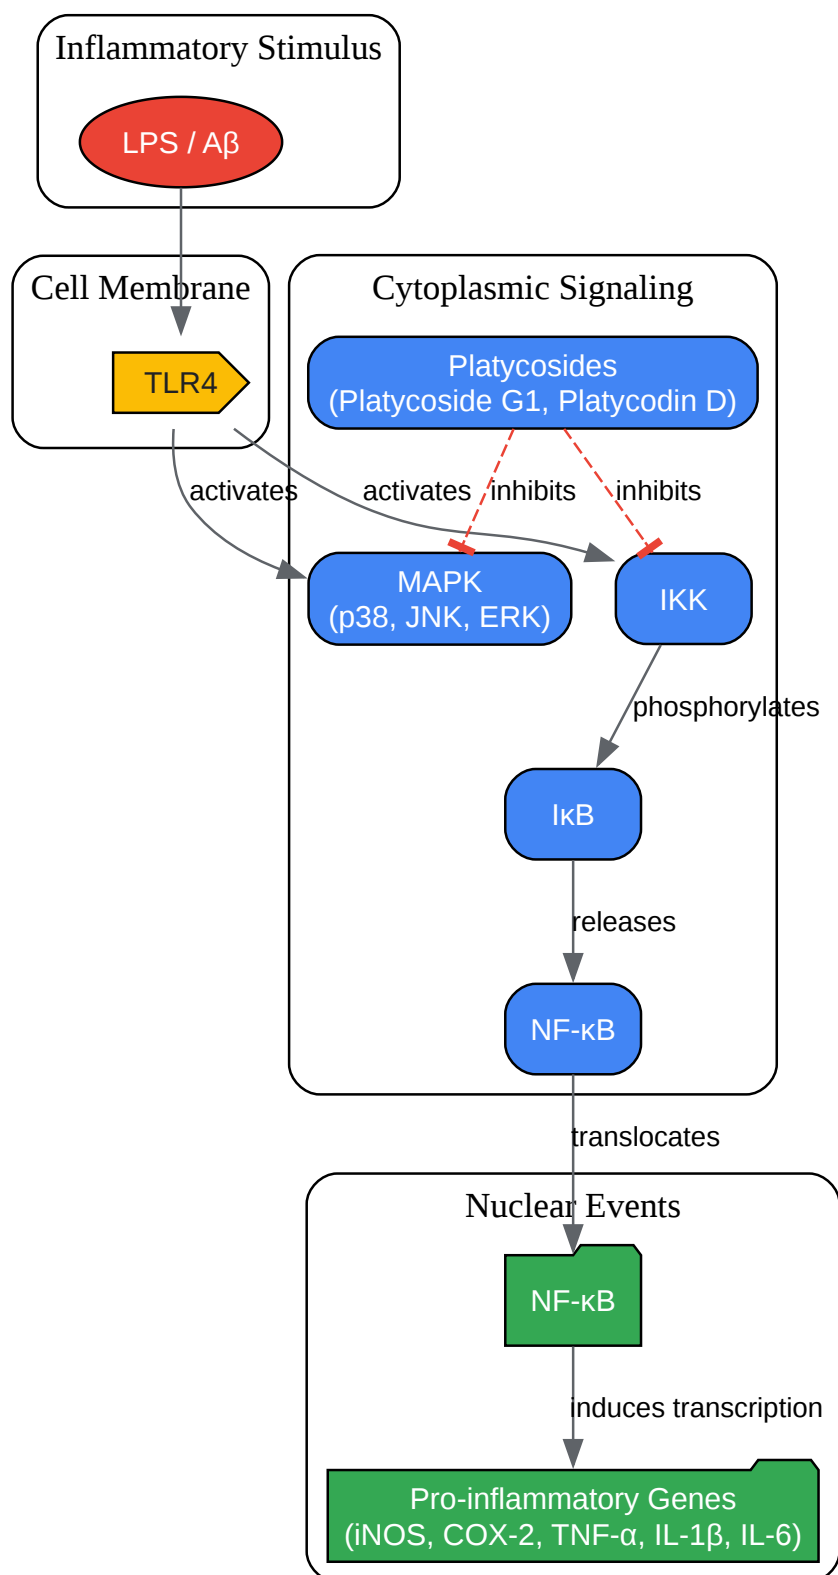 Inflammatory Stimulus
LPS / Aβ
Cell Membrane
TLR4
Cytoplasmic Signaling
Platycosides
(Platycoside G1, Platycodin D)
activates
activates
inhibits
inhibits
MAPK
(p38, JNK, ERK)
IKK
phosphorylates
IκB
releases
NF-κB
translocates
Nuclear Events
NF-κB
induces transcription
Pro-inflammatory Genes
(iNOS, COX-2, TNF-α, IL-1β, IL-6)